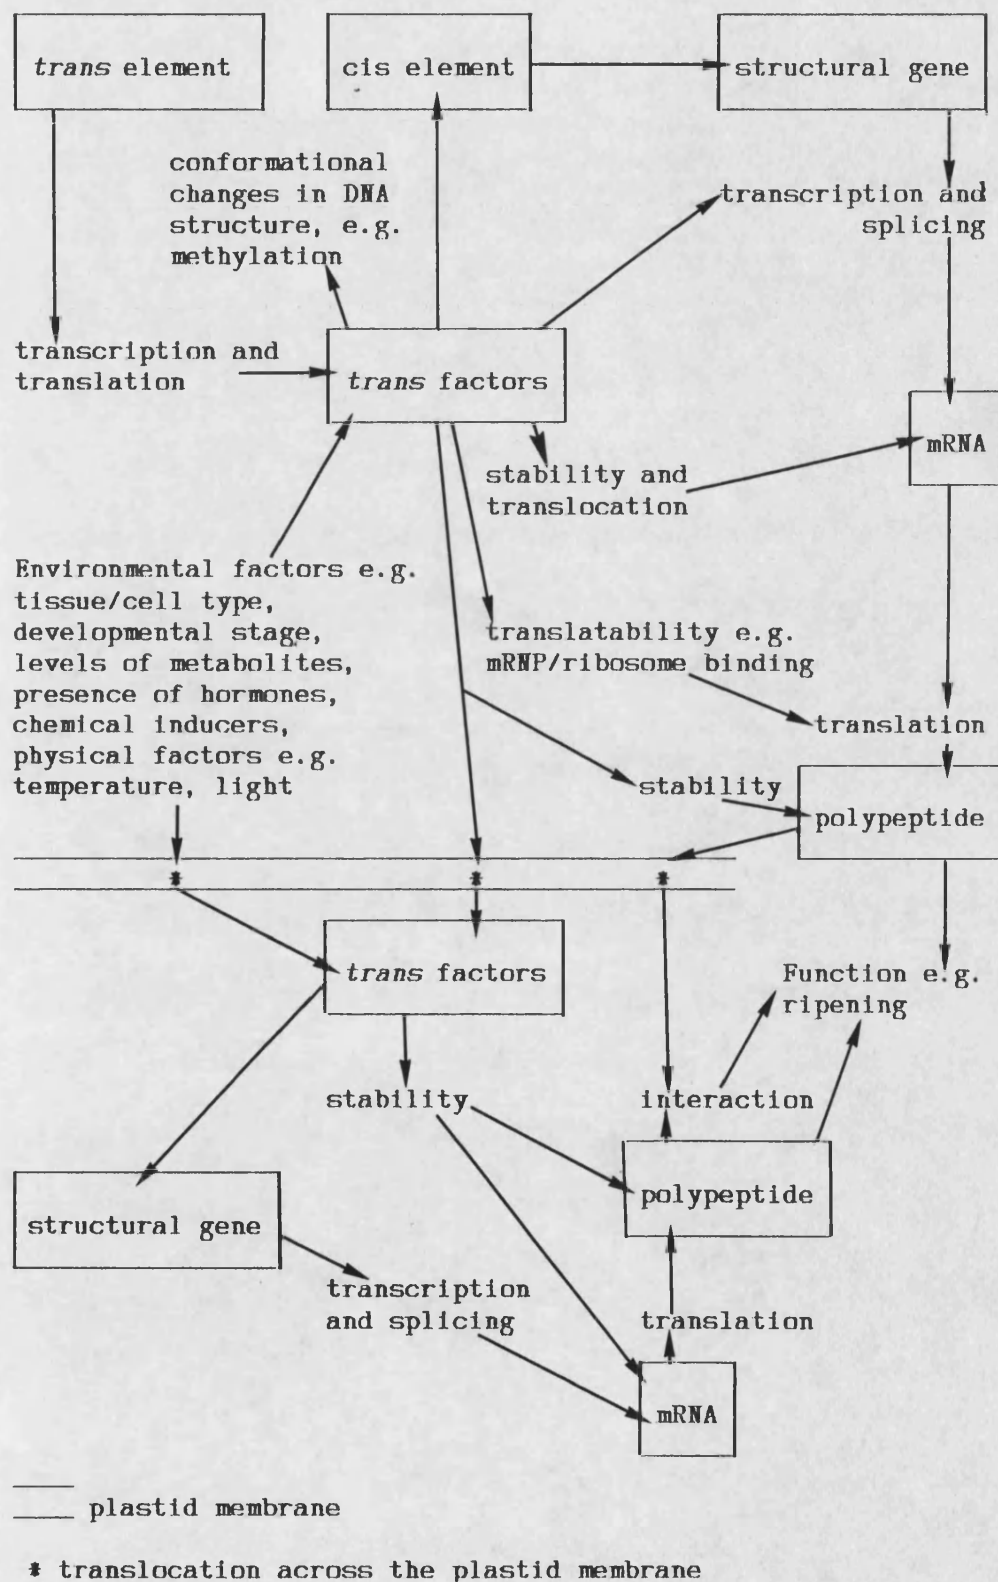 trans element
cis element
structural gene
conformational
changes in DNA
structure, e.g.
methylation
transcription and
splicing
transcription and
translation
trans factors
mRNA
stability and
translocation
Environmental factors e.g.
tissue/cell type,
developmental stage,
levels of metabolites,
presence of hormones,
chemical inducers,
physical factors e.g.
temperature, light
translatability e.g.
mRNP/ribosome binding
translation
stability
polypeptide
* * *
trans factors
Function e.g.
ripening
stability
interaction
structural gene
polypeptide
transcription
and splicing
translation
mRNA
plastid membrane
* translocation across the plastid membrane